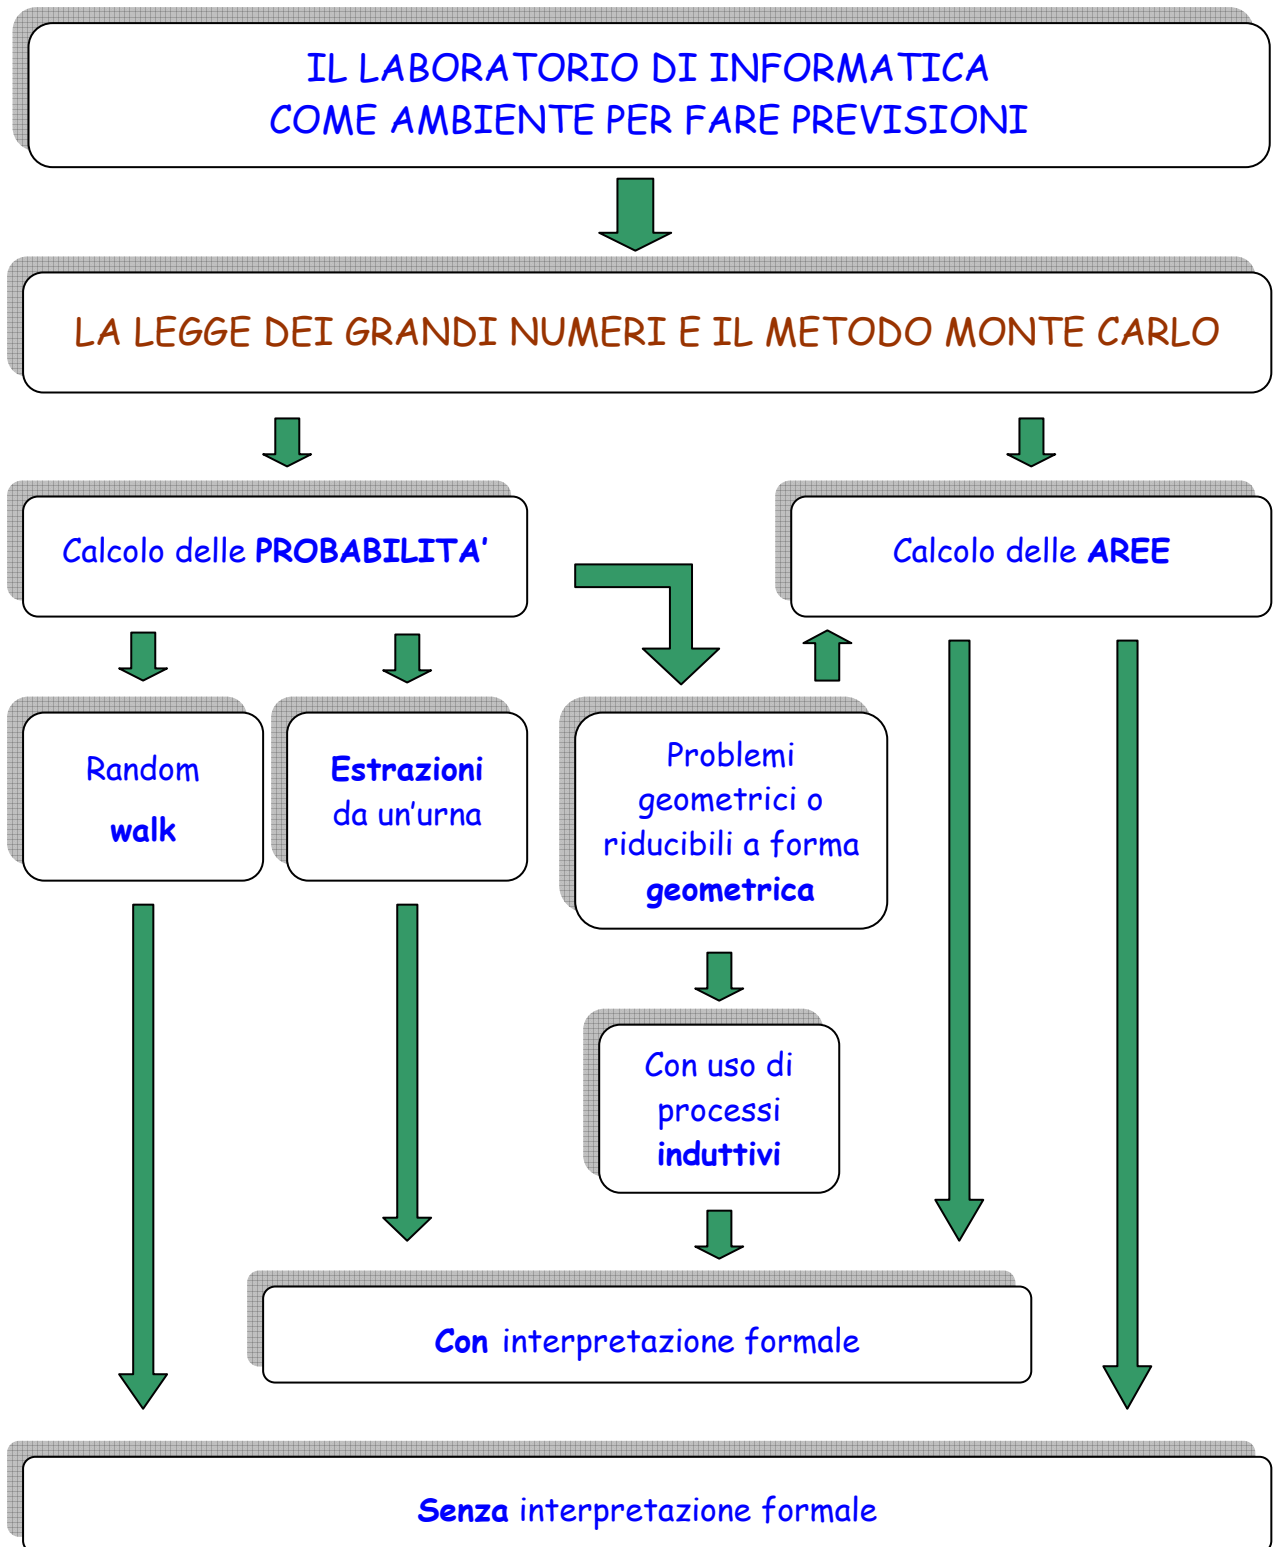 IL LABORATORIO DI INFORMATICA
COME AMBIENTE PER FARE PREVISIONI
LA LEGGE DEI GRANDI NUMERI E IL METODO MONTE CARLO
Calcolo delle PROBABILITA'
Calcolo delle AREE
Random
walk
Estrazioni
da un'urna
Problemi
geometrici o
riducibili a forma
geometrica
Con uso di
processi
induttivi
Con interpretazione formale
Senza interpretazione formale